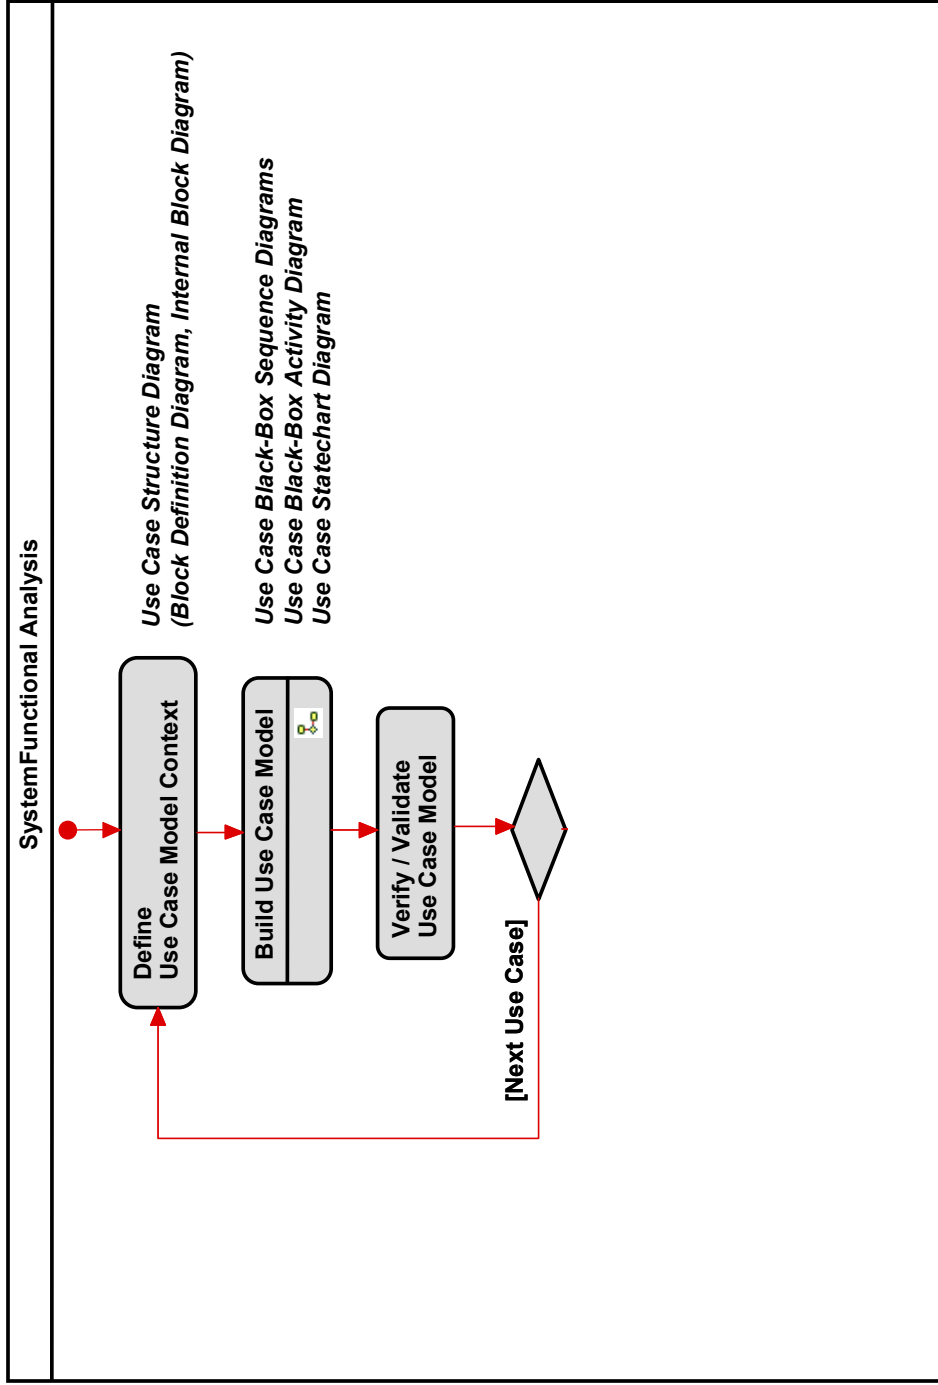 SystemFunctional Analysis
Define
Use Case Model Context
Use Case Structure Diagram
(Block Definition Diagram, Internal Block Diagram)
Build Use Case Model
Use Case Black-Box Sequence Diagrams
Use Case Black-Box Activity Diagram
Use Case Statechart Diagram
Verify / Validate
Use Case Model
[Next Use Case]